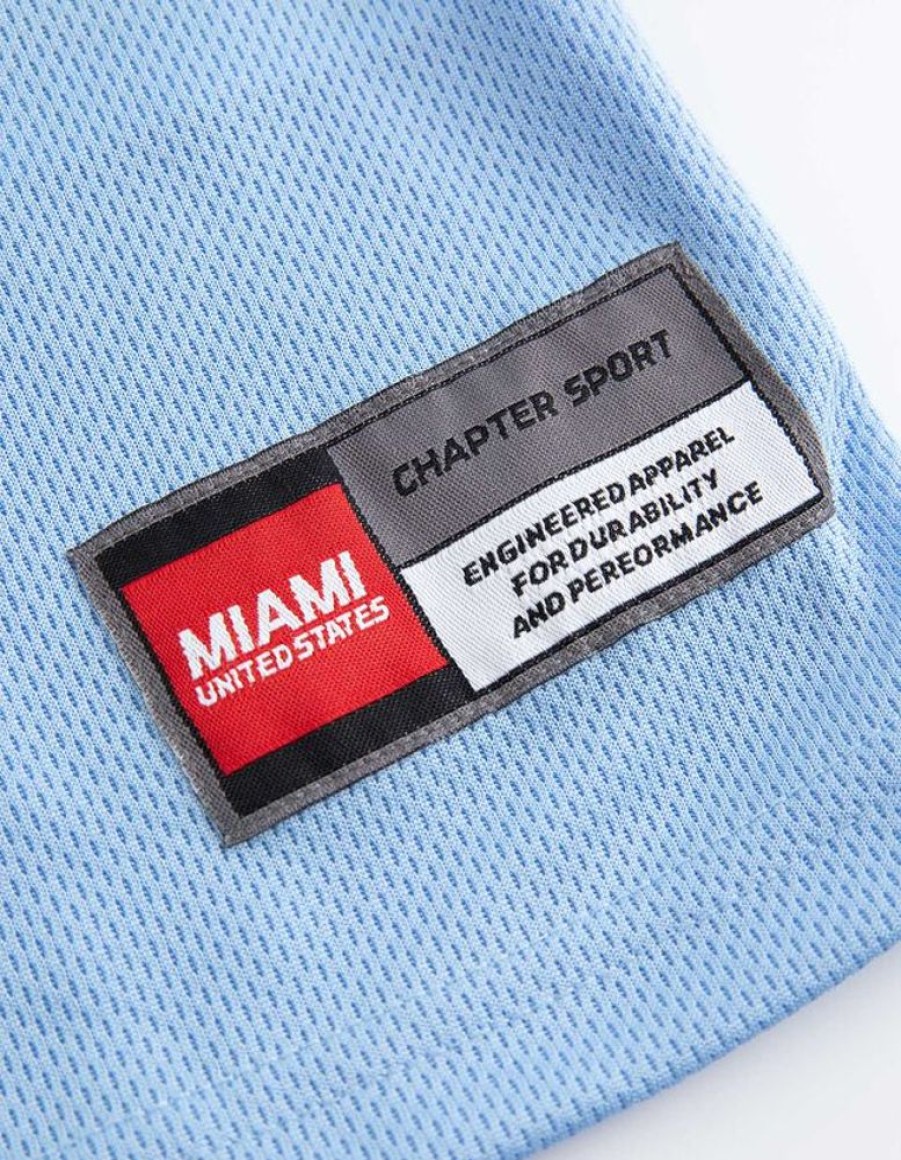 CHAPTER SPORT
ENGINEERED APPAREL
FOR DURABILITY
AND PEREORMANCE
MIAMI
UNITED STATES